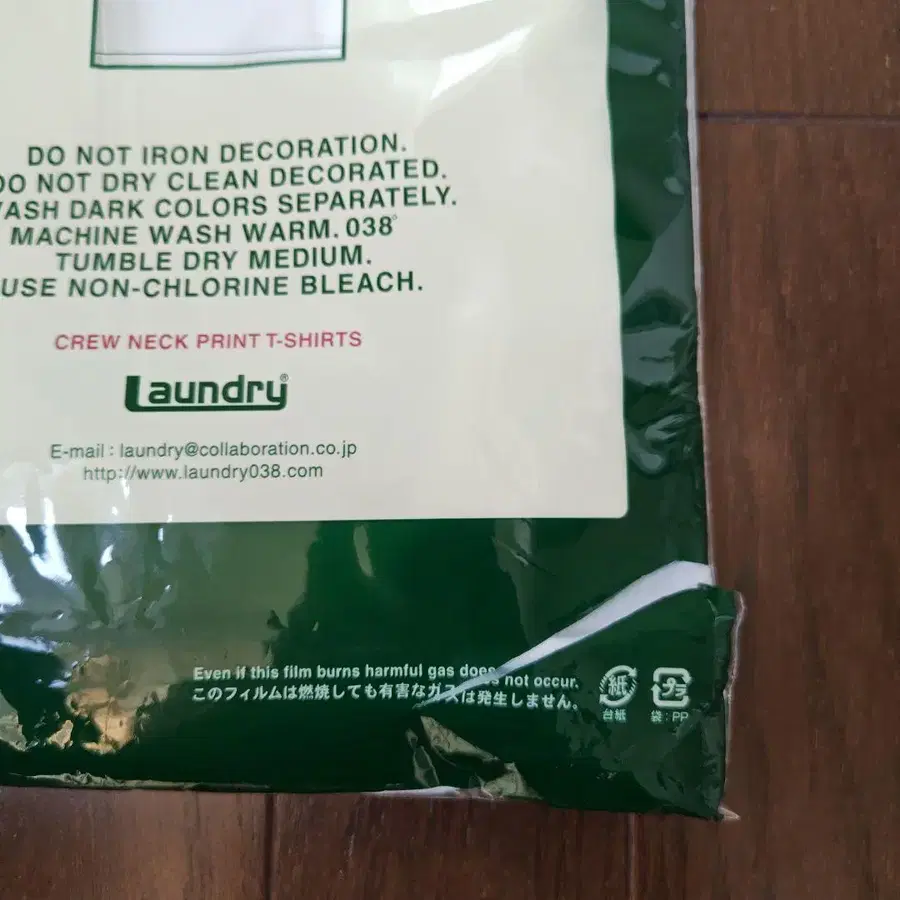 DO NOT IRON DECORATION.
DO NOT DRY CLEAN DECORATED.
WASH DARK COLORS SEPARATELY.
MACHINE WASH WARM. 038°
TUMBLE DRY MEDIUM.
USE NON-CHLORINE BLEACH.
CREW NECK PRINT T-SHIRTS
Laundry®
E-mail : laundry@collaboration.co.jp
http://www.laundry038.com
Even if this film burns harmful gas does not occur.
このフィルムは燃焼しても有害なガスは発生しません。
紙 プラ
台紙 袋：PP